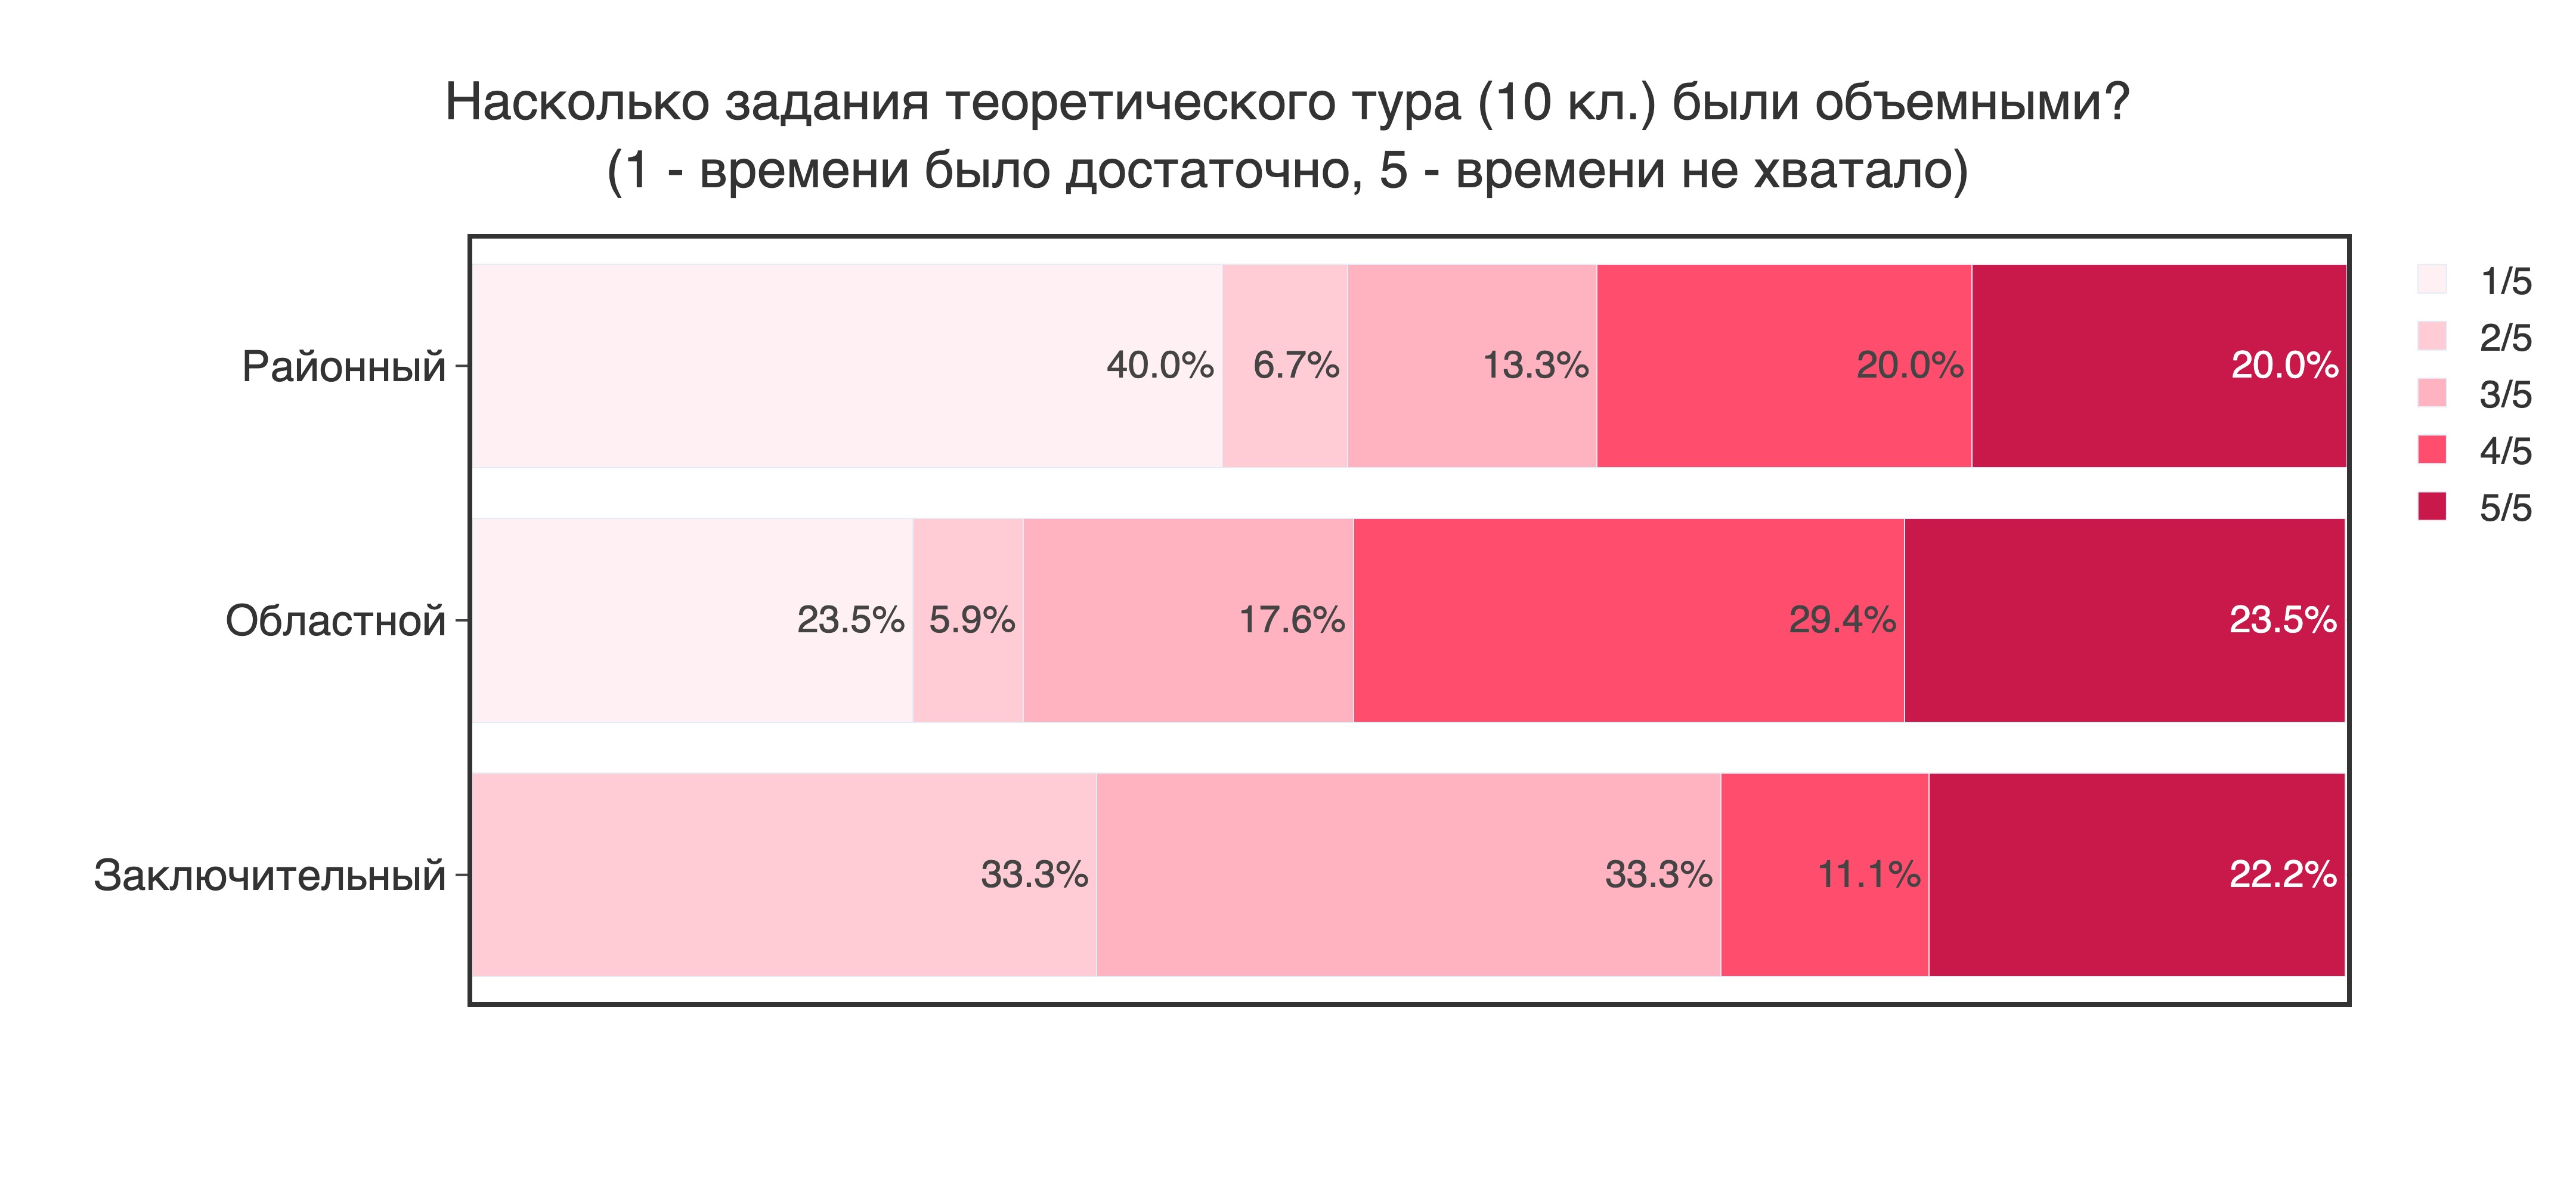 Насколько задания теоретического тура (10 кл.) были объемными?
(1 - времени было достаточно, 5 - времени не хватало)
Районный
40.0% 6.7% 13.3% 20.0% 20.0%
Областной
23.5% 5.9% 17.6% 29.4% 23.5%
Заключительный
33.3% 33.3% 11.1% 22.2%
1/5
2/5
3/5
4/5
5/5